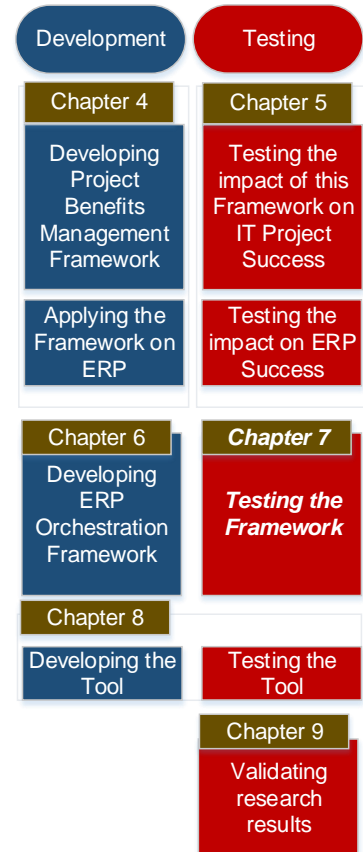 Development
Testing
Chapter 4
Developing
Project
Benefits
Management
Framework
Applying the
Framework on
ERP
Chapter 5
Testing the
impact of this
Framework on
IT Project
Success
Testing the
impact on ERP
Success
Chapter 6
Developing
ERP
Orchestration
Framework
Chapter 7
Testing the
Framework
Chapter 8
Developing the
Tool
Testing the
Tool
Chapter 9
Validating
research
results